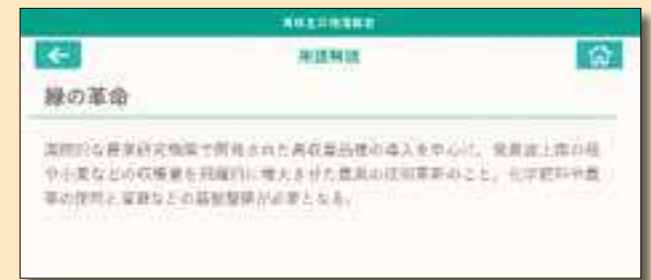 用語解説
緑の革命
国際的な農業研究機関で開発された高収量品種の導入を中心に、発展途上国の稲
や小麦などの収穫量を飛躍的に増大させた農業の技術革新のこと。化学肥料や農
薬の使用と灌漑などの基盤整備が必要となる。